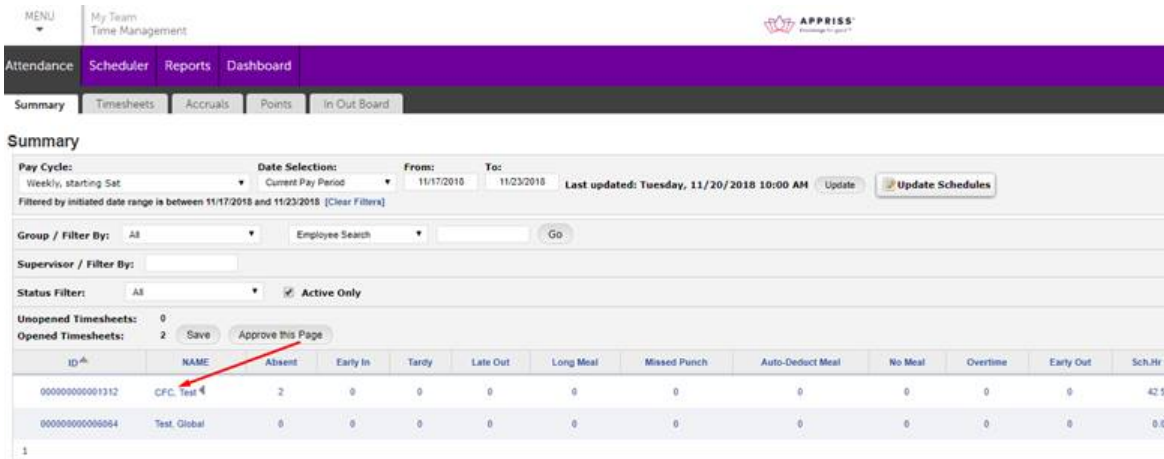 MENU
My Team
Time Management
APPRISS
Knowledge for good
Attendance Scheduler Reports Dashboard
Summary Timesheets Accruals Points In Out Board
Summary
Pay Cycle: Date Selection: From: To:
Weekly, starting Sat Current Pay Period 11/17/2018 11/23/2018 Last updated: Tuesday, 11/20/2018 10:00 AM Update Update Schedules
Filtered by initiated date range is between 11/17/2018 and 11/23/2018 [Clear Filters]
Group / Filter By: All Employee Search Go
Supervisor / Filter By:
Status Filter: All Active Only
Unopened Timesheets: 0
Opened Timesheets: 2 Save Approve this Page
ID NAME Absent Early In Tardy Late Out Long Meal Missed Punch Auto-Deduct Meal No Meal Overtime Early Out Sch.Hr
000000000001312 CFC, Test 2 0 0 0 0 0 0 0 0 0 42.5
000000000006064 Test, Global 0 0 0 0 0 0 0 0 0 0 0.0
1